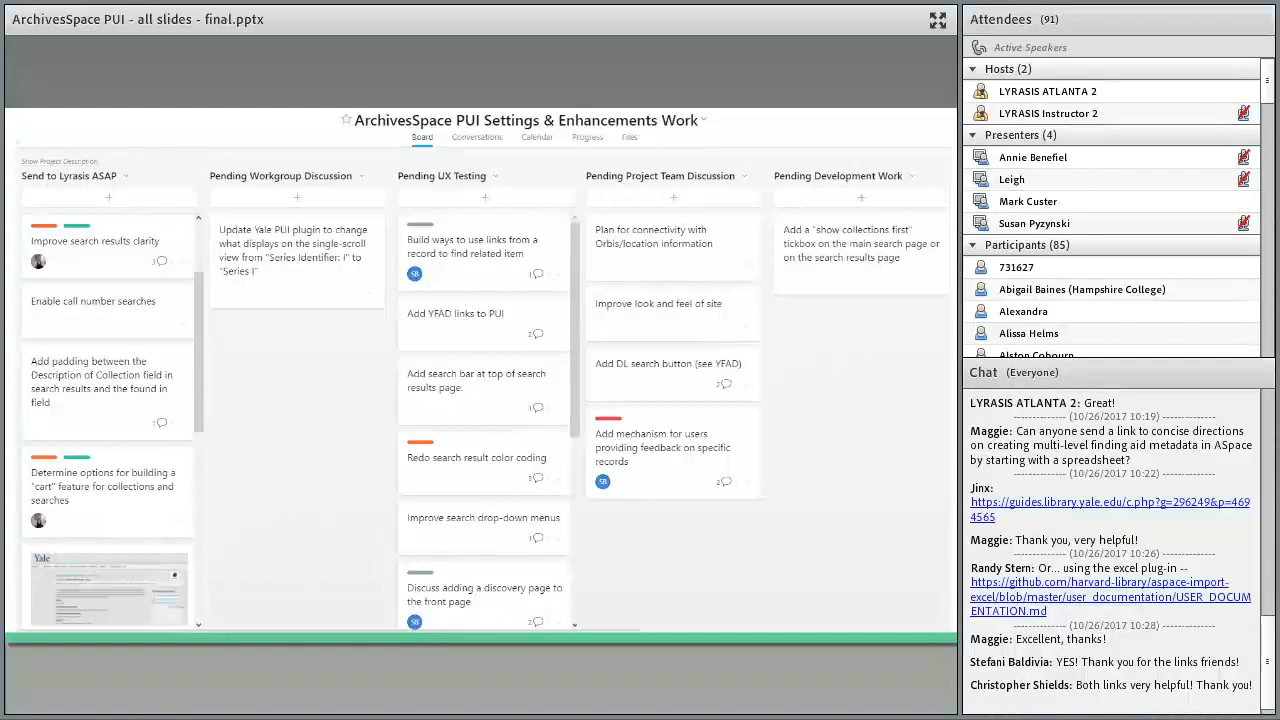 ArchivesSpace PUI - all slides - final.pptx
ArchivesSpace PUI Settings & Enhancements Work
Board
Conversations
Calendar
Progress
Files
Show Project Description
Send to Lyrasis ASAP
Improve search results clarity
3
Enable call number searches
Add padding between the
Description of Collection field in
search results and the found in
field
Determine options for building a
"cart" feature for collections and
searches
Yale
Pending Workgroup Discussion
Update Yale PUI plugin to change
what displays on the single-scroll
view from "Series Identifier: I" to
"Series I"
Pending UX Testing
Build ways to use links from a
record to find related item
SB
1
Add YFAD links to PUI
2
Add search bar at top of search
results page.
1
Redo search result color coding
3
Improve search drop-down menus
1
Discuss adding a discovery page to
the front page
SB
2
Pending Project Team Discussion
Plan for connectivity with
Orbis/location information
Improve look and feel of site
Add DL search button (see YFAD)
2
Add mechanism for users
providing feedback on specific
records
SB
2
Pending Development Work
Add a "show collections first"
tickbox on the main search page or
on the search results page
Attendees (91)
Active Speakers
Hosts (2)
LYRASIS ATLANTA 2
LYRASIS Instructor 2
Presenters (4)
Annie Benefiel
Leigh
Mark Custer
Susan Pyzynski
Participants (85)
731627
Abigail Baines (Hampshire College)
Alexandra
Alissa Helms
Alston Cobourn
Chat (Everyone)
LYRASIS ATLANTA 2: Great!
------------- (10/26/2017 10:19) -------------
Maggie: Can anyone send a link to concise directions
on creating multi-level finding aid metadata in ASpace
by starting with a spreadsheet?
------------- (10/26/2017 10:22) -------------
Jinx:
https://guides.library.yale.edu/c.php?g=296249&p=469
4565
Maggie: Thank you, very helpful!
------------- (10/26/2017 10:26) -------------
Randy Stern: Or... using the excel plug-in --
https://github.com/harvard-library/aspace-import-
excel/blob/master/user_documentation/USER_DOCUM
ENTATION.md
------------- (10/26/2017 10:28) -------------
Maggie: Excellent, thanks!
Stefani Baldivia: YES! Thank you for the links friends!
Christopher Shields: Both links very helpful! Thank you!